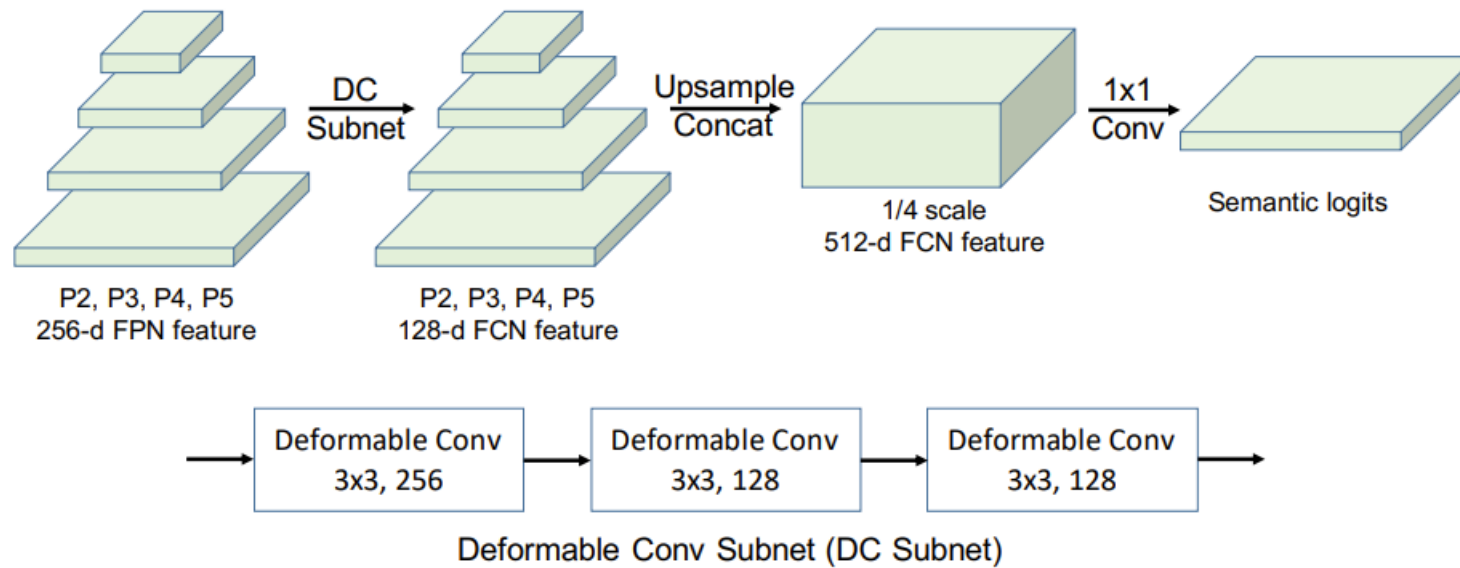 DC
Subnet
Upsample
Concat
1x1
Conv
P2, P3, P4, P5
256-d FPN feature
P2, P3, P4, P5
128-d FCN feature
1/4 scale
512-d FCN feature
Semantic logits
Deformable Conv
3x3, 256
Deformable Conv
3x3, 128
Deformable Conv
3x3, 128
Deformable Conv Subnet (DC Subnet)